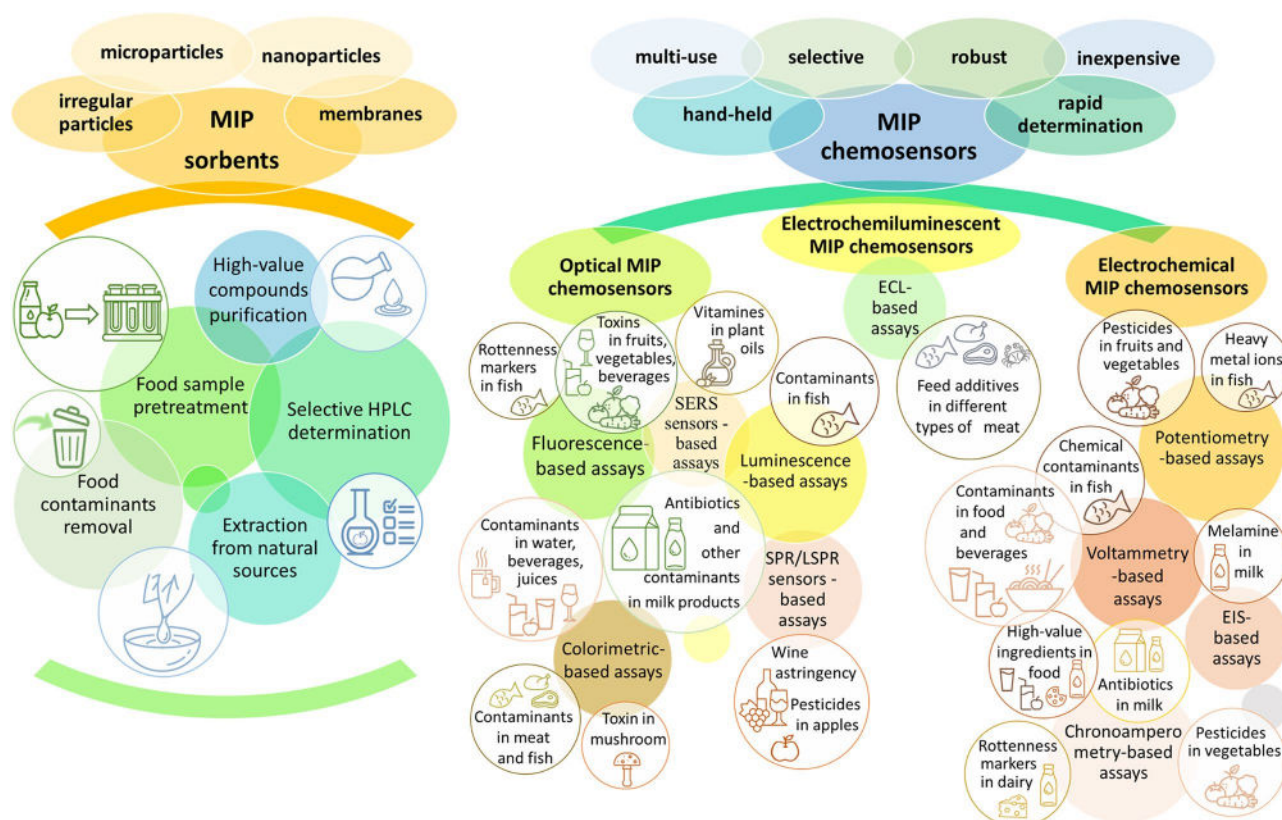 microparticles
nanoparticles
irregular
particles
membranes
MIP
sorbents
High-value
compounds
purification
Food sample
pretreatment
Selective HPLC
determination
Food
contaminants
removal
Extraction
from natural
sources
multi-use
selective
robust
inexpensive
hand-held
rapid
determination
MIP
chemosensors
Optical MIP
chemosensors
Electrochemiluminescent
MIP chemosensors
Electrochemical
MIP chemosensors
Rottenness
markers
in fish
Toxins
in fruits,
vegetables,
beverages
Vitamines
in plant
oils
Contaminants
in fish
SERS
sensors -
based
assays
Fluorescence-
based assays
Luminescence
-based assays
Antibiotics
and
other
contaminants
in milk products
Contaminants
in water,
beverages,
juices
SPR/LSPR
sensors -
based
assays
Colorimetric-
based assays
Contaminants
in meat
and fish
Toxin in
mushroom
Wine
astringency
Pesticides
in apples
ECL-
based
assays
Feed additives
in different
types of meat
Pesticides
in fruits and
vegetables
Heavy
metal ions
in fish
Potentiometry
-based assays
Chemical
contaminants
in fish
Contaminants
in food
and
beverages
Voltammetry
-based
assays
Melamine
in
milk
EIS-
based
assays
High-value
ingredients in
food
Antibiotics
in milk
Chronoampero
metry-based
assays
Rottenness
markers
in dairy
Pesticides
in vegetables